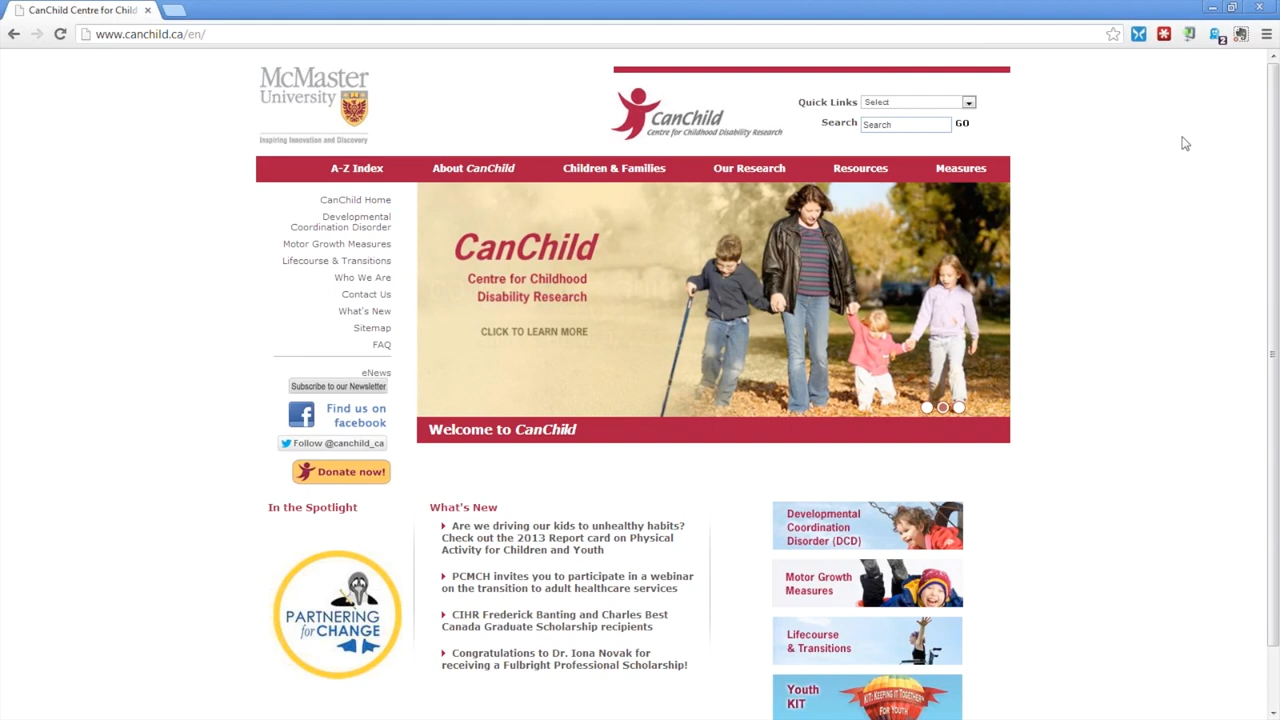 CanChild Centre for Child
www.canchild.ca/en/
2
McMaster
University
Inspiring Innovation and Discovery
CanChild
Centre for Childhood Disability Research
Quick Links
Select
Search
Search
GO
A-Z Index
About CanChild
Children & Families
Our Research
Resources
Measures
CanChild Home
Developmental
Coordination Disorder
Motor Growth Measures
Lifecourse & Transitions
Who We Are
Contact Us
What's New
Sitemap
FAQ
eNews
Subscribe to our Newsletter
Find us on
facebook
Follow @canchild_ca
Donate now!
CanChild
Centre for Childhood
Disability Research
CLICK TO LEARN MORE
Welcome to CanChild
In the Spotlight
PARTNERING
for CHANGE
What's New
Are we driving our kids to unhealthy habits?
Check out the 2013 Report card on Physical
Activity for Children and Youth
PCMCH invites you to participate in a webinar
on the transition to adult healthcare services
CIHR Frederick Banting and Charles Best
Canada Graduate Scholarship recipients
Congratulations to Dr. Iona Novak for
receiving a Fulbright Professional Scholarship!
Developmental
Coordination
Disorder (DCD)
Motor Growth
Measures
Lifecourse
& Transitions
Youth
KIT
KIT: KEEPING IT TOGETHER
FOR YOUTH